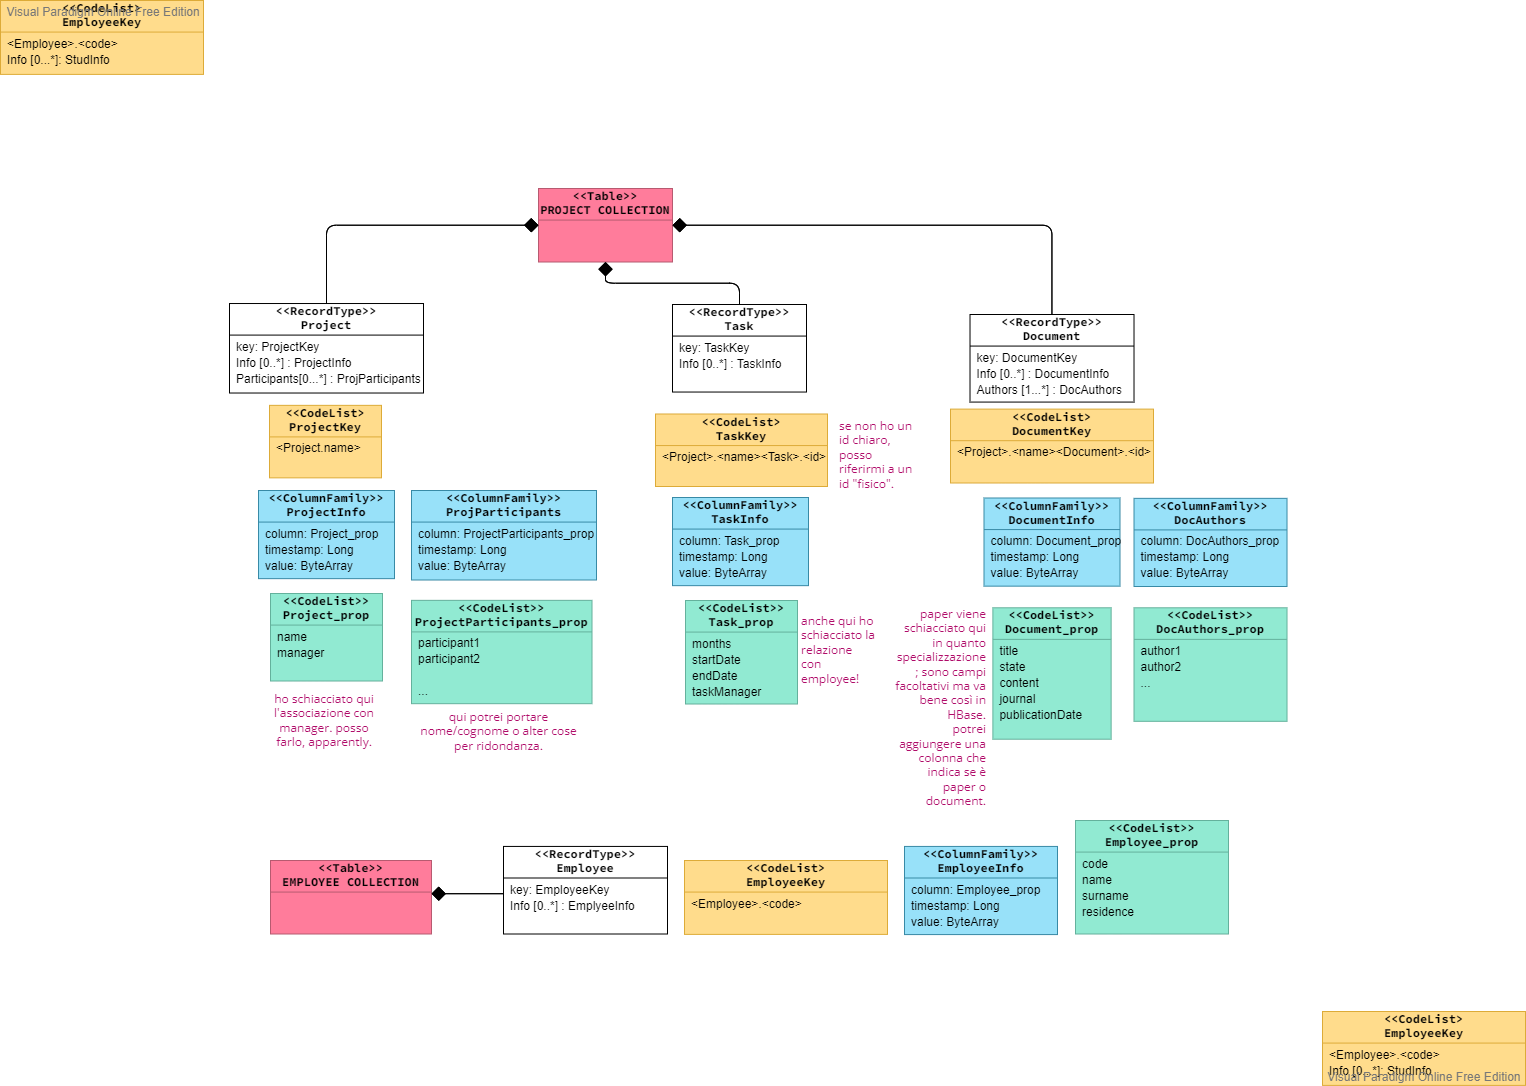 Visual Paradigm Online Free Edition
<<CodeList>
EmployeeKey
<Employee>.<code>
Info [0...*]: StudInfo
<<Table>>
PROJECT COLLECTION
<<RecordType>>
Project
key: ProjectKey
Info [0..*] : ProjectInfo
Participants[0...*] : ProjParticipants
<<RecordType>>
Task
key: TaskKey
Info [0..*] : TaskInfo
<<RecordType>>
Document
key: DocumentKey
Info [0..*] : DocumentInfo
Authors [1...*] : DocAuthors
<<CodeList>
ProjectKey
<Project.name>
<<CodeList>
TaskKey
<Project>.<name><Task>.<id>
se non ho un
id chiaro,
posso
riferirmi a un
id "fisico".
<<CodeList>
DocumentKey
<Project>.<name><Document>.<id>
<<ColumnFamily>>
ProjectInfo
column: Project_prop
timestamp: Long
value: ByteArray
<<ColumnFamily>>
ProjParticipants
column: ProjectParticipants_prop
timestamp: Long
value: ByteArray
<<ColumnFamily>>
TaskInfo
column: Task_prop
timestamp: Long
value: ByteArray
<<ColumnFamily>>
DocumentInfo
column: Document_prop
timestamp: Long
value: ByteArray
<<ColumnFamily>>
DocAuthors
column: DocAuthors_prop
timestamp: Long
value: ByteArray
<<CodeList>>
Project_prop
name
manager
ho schiacciato qui
l'associazione con
manager. posso
farlo, apparently.
<<CodeList>>
ProjectParticipants_prop
participant1
participant2
...
qui potrei portare
nome/cognome o alter cose
per ridondanza.
<<CodeList>>
Task_prop
months
startDate
endDate
taskManager
anche qui ho
schiacciato la
relazione
con
employee!
paper viene
schiacciato qui
in quanto
specializzazione
; sono campi
facoltativi ma va
bene così in
HBase.
potrei
aggiungere una
colonna che
indica se è
paper o
document.
<<CodeList>>
Document_prop
title
state
content
journal
publicationDate
<<CodeList>>
DocAuthors_prop
author1
author2
...
<<Table>>
EMPLOYEE COLLECTION
<<RecordType>>
Employee
key: EmployeeKey
Info [0..*] : EmplyeeInfo
<<CodeList>
EmployeeKey
<Employee>.<code>
<<ColumnFamily>>
EmployeeInfo
column: Employee_prop
timestamp: Long
value: ByteArray
<<CodeList>>
Employee_prop
code
name
surname
residence
<<CodeList>
EmployeeKey
<Employee>.<code>
Info [0...*]: StudInfo
Visual Paradigm Online Free Edition